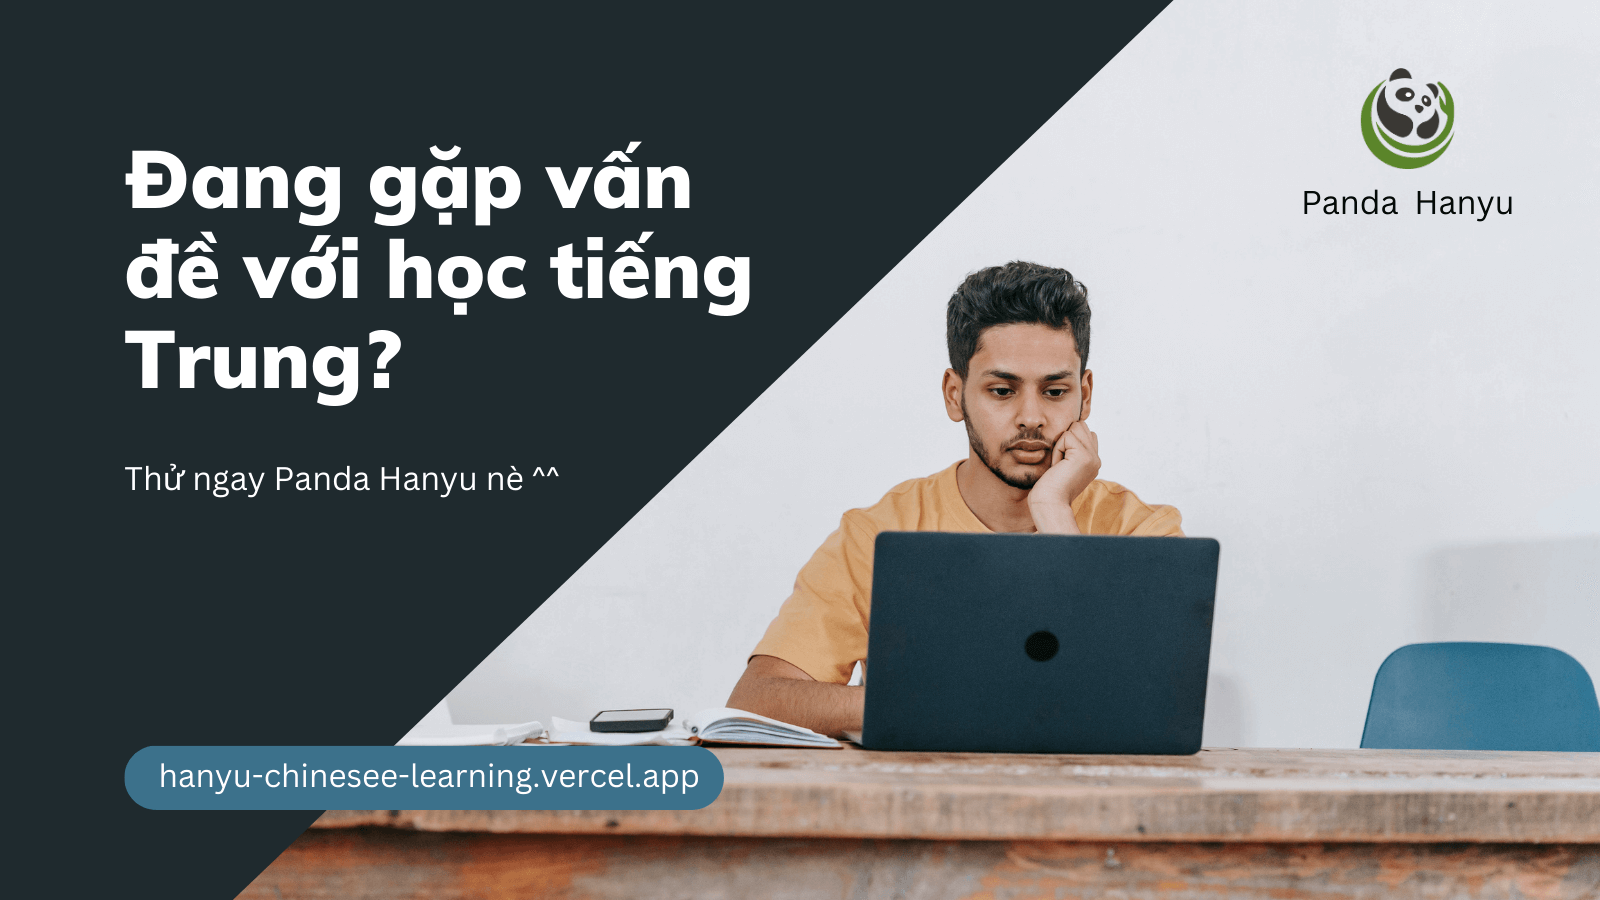 Đang gặp vấn
đề với học tiếng
Trung?
Thử ngay Panda Hanyu nè ^^
hanyu-chinesee-learning.vercel.app
Panda Hanyu